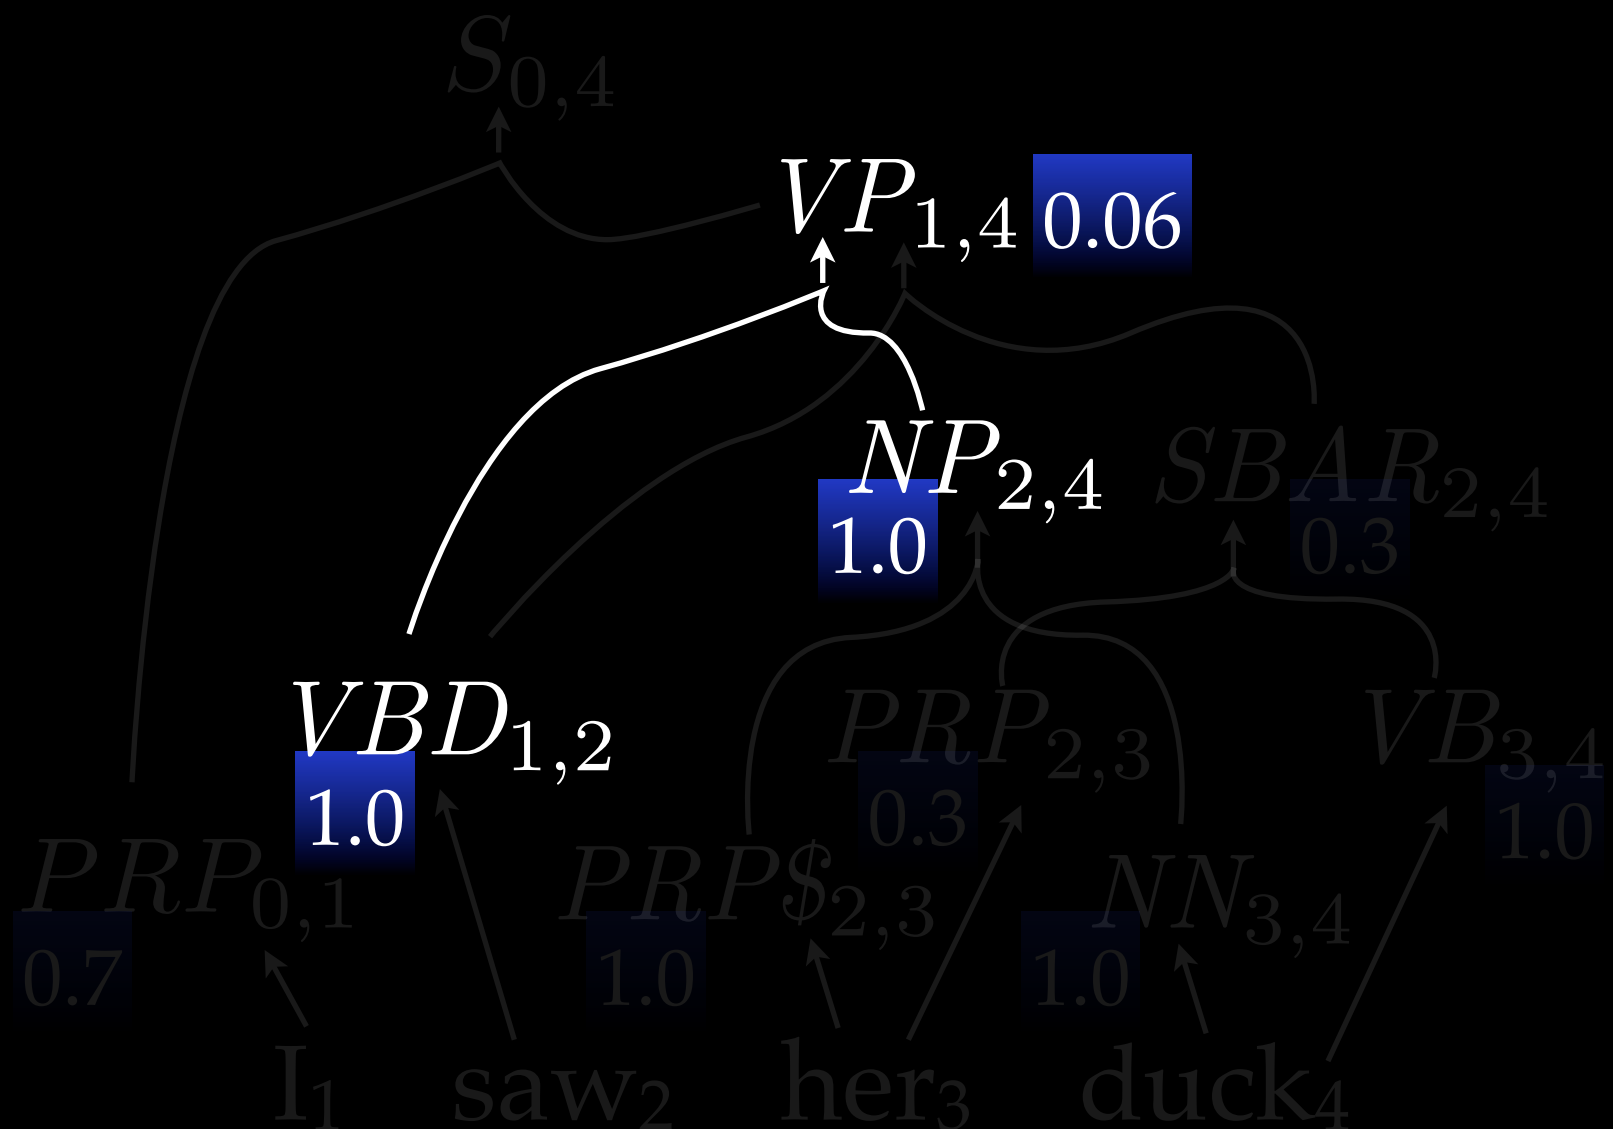 S0,4
VP1,4 0.06
NP2,4 SBAR2,4
1.0 0.3
VBD1,2 PRP2,3 VB3,4
1.0 0.3 1.0
PRP0,1 PRP$2,3 NN3,4
0.7 1.0 1.0
I1 saw2 her3 duck4